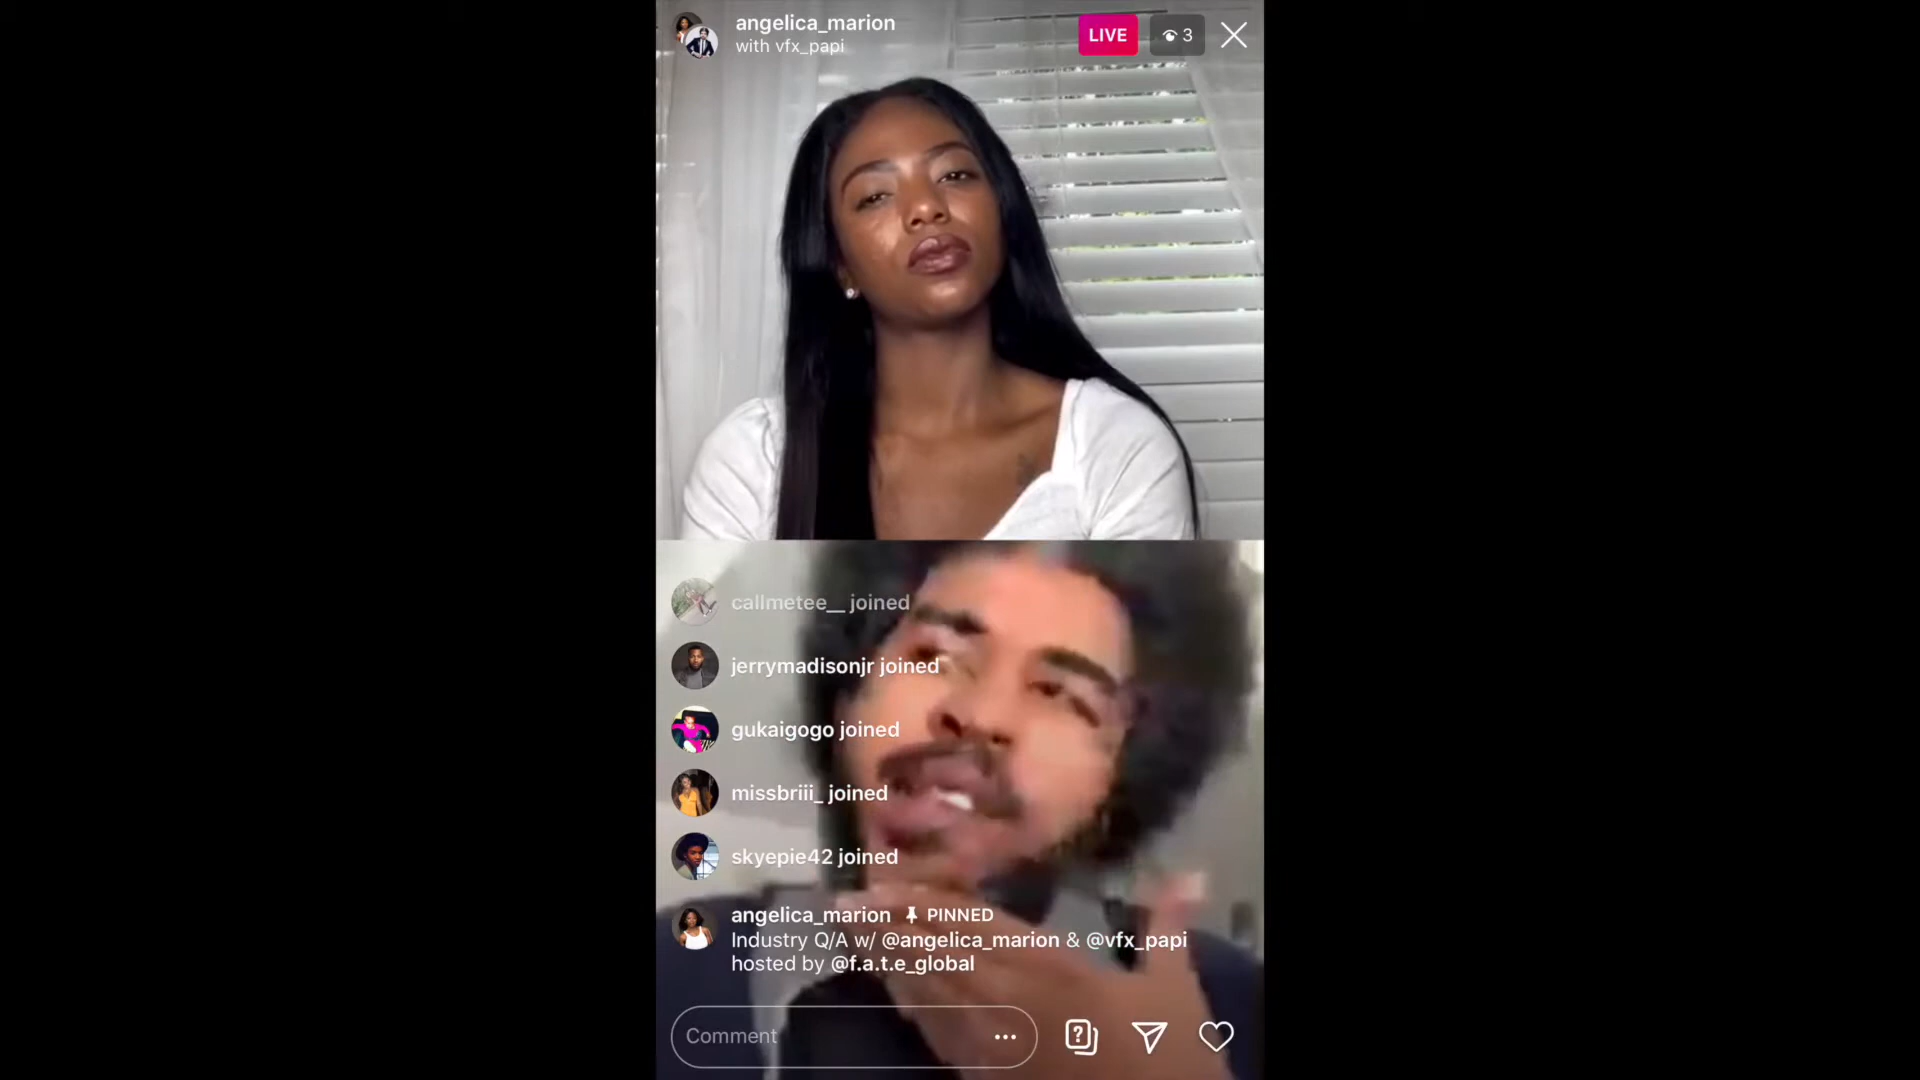 angelica_marion
with vfx_papi
LIVE
3
callmetee__ joined
jerrymadisonjr joined
gukaigogo joined
missbriii_ joined
skyepie42 joined
angelica_marion PINNED
Industry Q/A w/ @angelica_marion & @vfx_papi
hosted by @f.a.t.e_global
Comment